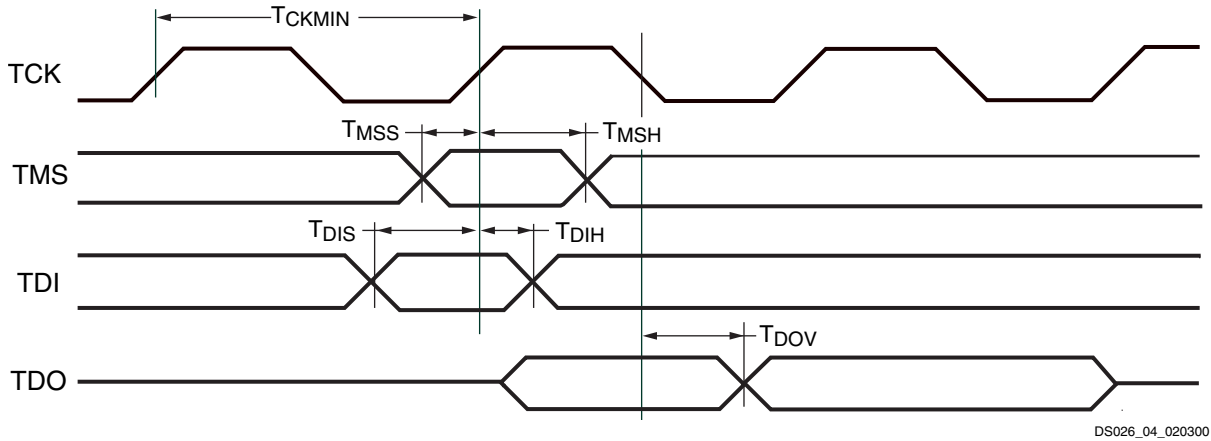 TCKMIN
TCK
TMSS
TMSH
TMS
TDIS
TDIH
TDI
TDOV
TDO
DS026_04_020300